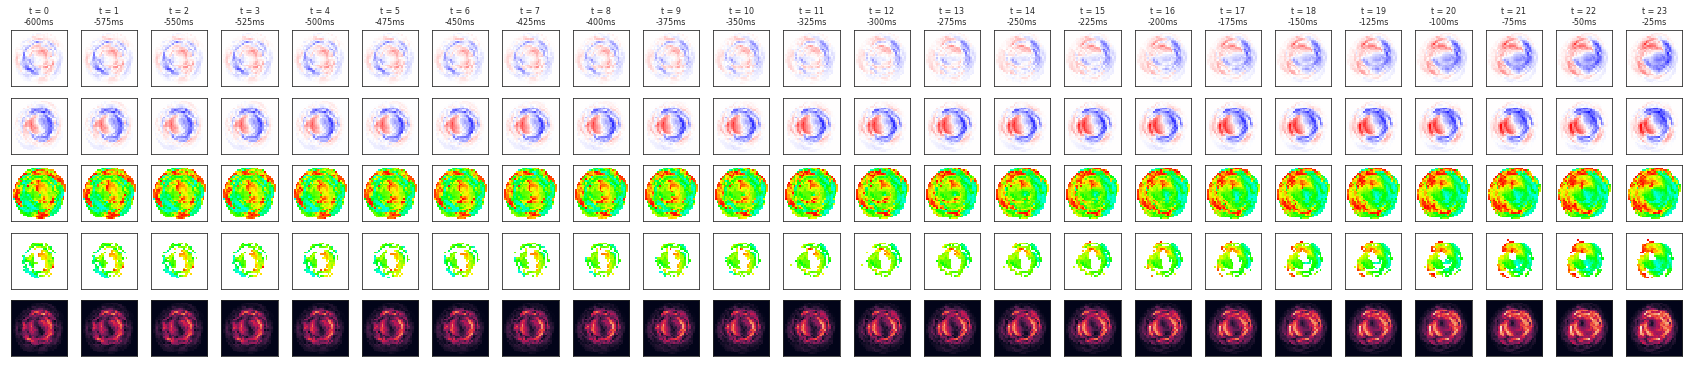 t = 0 t = 1 t = 2 t = 3 t = 4 t = 5 t = 6 t = 7 t = 8 t = 9 t = 10 t = 11 t = 12 t = 13 t = 14 t = 15 t = 16 t = 17 t = 18 t = 19 t = 20 t = 21 t = 22 t = 23
-600ms -575ms -550ms -525ms -500ms -475ms -450ms -425ms -400ms -375ms -350ms -325ms -300ms -275ms -250ms -225ms -200ms -175ms -150ms -125ms -100ms -75ms -50ms -25ms